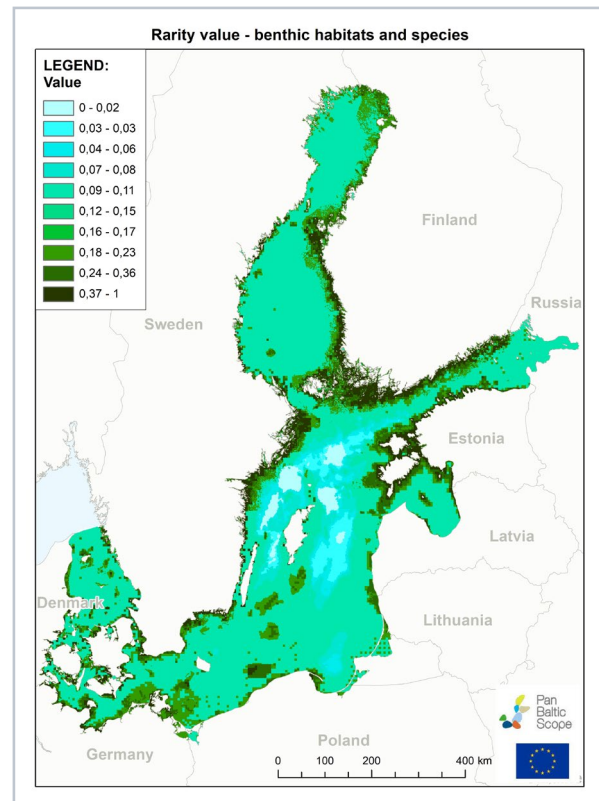 Rarity value - benthic habitats and species
LEGEND:
Value
0 - 0,02
0,03 - 0,03
0,04 - 0,06
0,07 - 0,08
0,09 - 0,11
0,12 - 0,15
0,16 - 0,17
0,18 - 0,23
0,24 - 0,36
0,37 - 1
Finland
Russia
Sweden
Estonia
Latvia
Denmark
Lithuania
Pan
Baltic
Scope
Germany
Poland
0 100 200 400 km